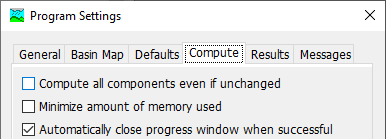 Program Settings
General Basin Map Defaults Compute Results Messages
Compute all components even if unchanged
Minimize amount of memory used
Automatically close progress window when successful